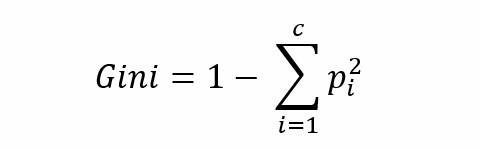 Gini = 1 − ∑_{i=1}^{c} p_i^2